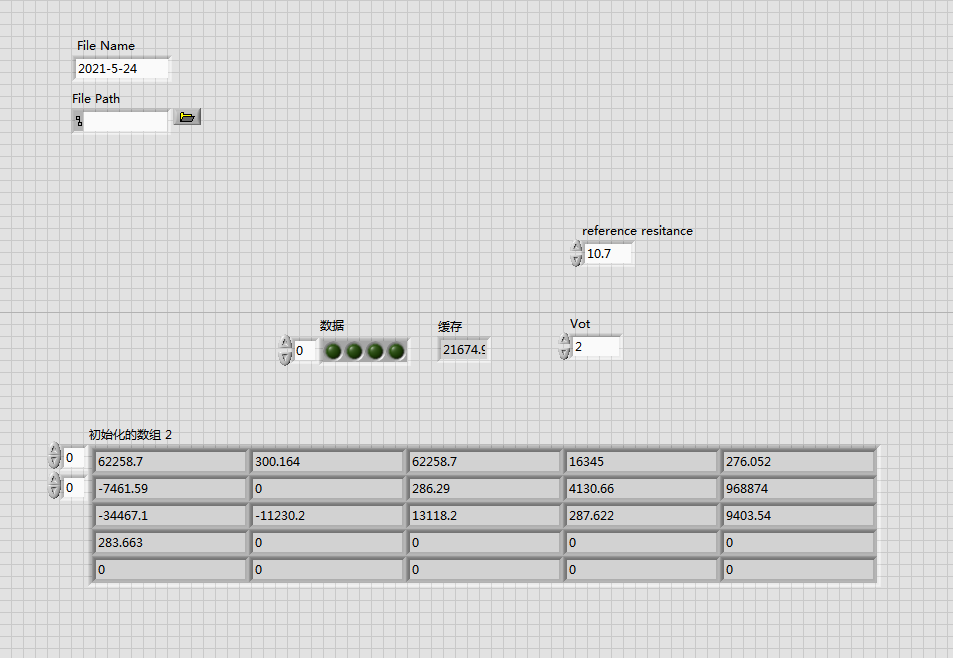 File Name
2021-5-24
File Path
reference resitance
10.7
数据
缓存
Vot
0
21674.9
2
初始化的数组 2
0
62258.7 300.164 62258.7 16345 276.052
0
-7461.59 0 286.29 4130.66 968874
-34467.1 -11230.2 13118.2 287.622 9403.54
283.663 0 0 0 0
0 0 0 0 0